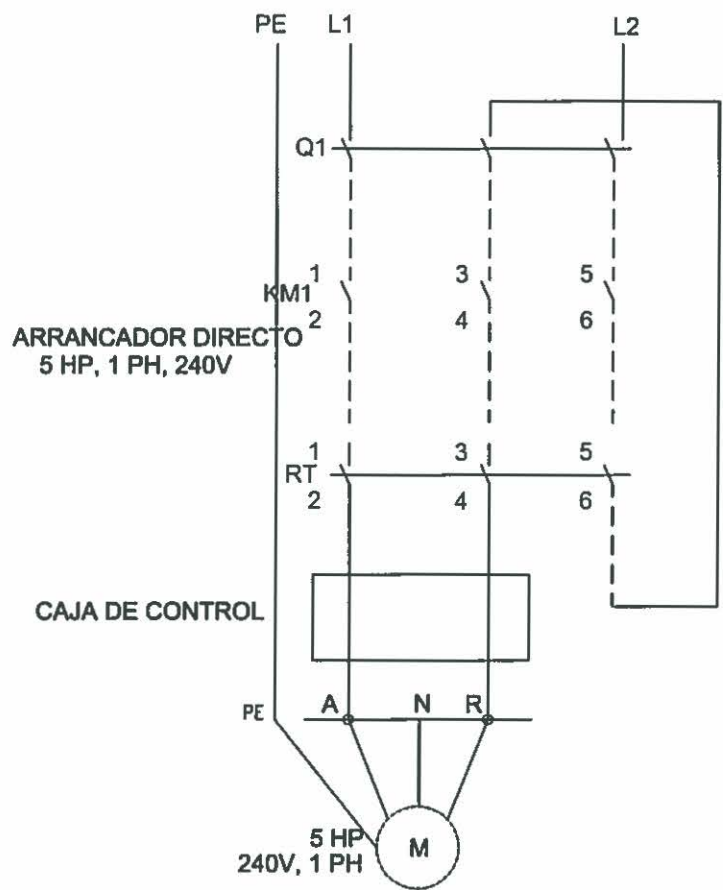 PE L1 L2
Q1
1 3 5
KM1
2 4 6
ARRANCADOR DIRECTO
5 HP, 1 PH, 240V
1 3 5
RT
2 4 6
CAJA DE CONTROL
PE A N R
5 HP M
240V, 1 PH